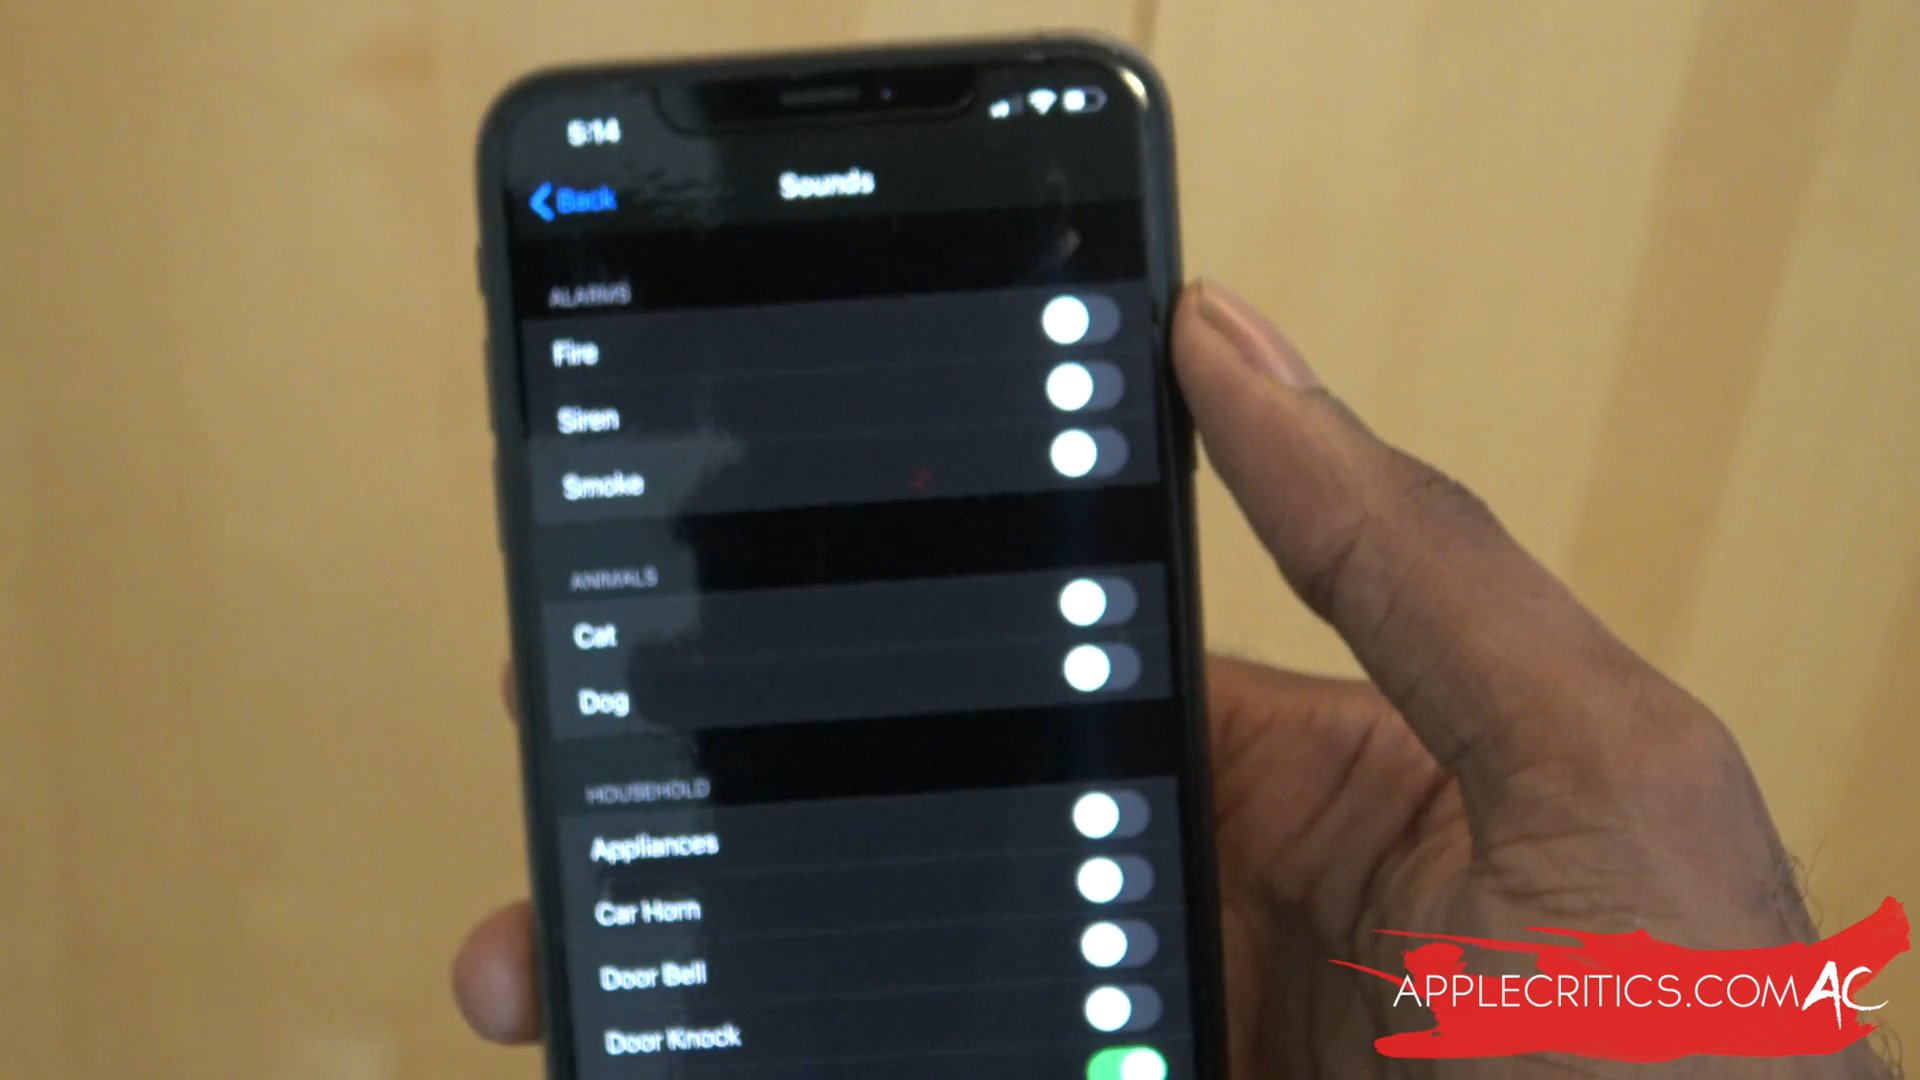 5:14
Back
Sounds
ALARMS
Fire
Siren
Smoke
ANIMALS
Cat
Dog
HOUSEHOLD
Appliances
Car Horn
Door Bell
Door Knock
APPLECRITICS.COM AC